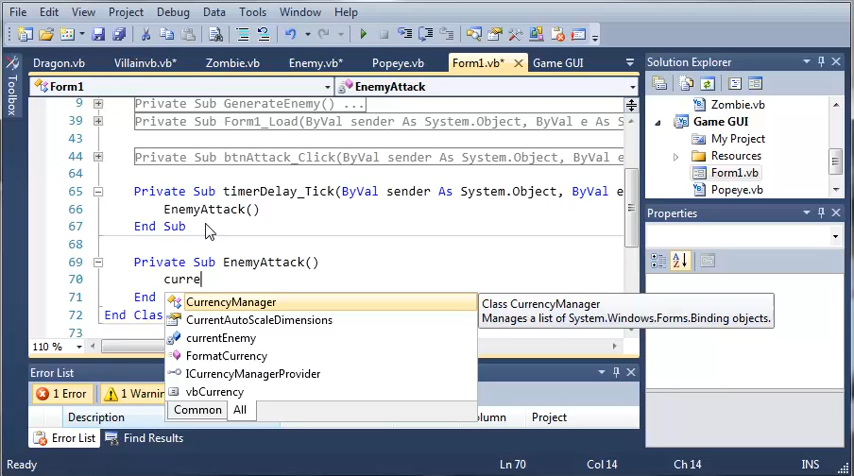 File Edit View Project Debug Data Tools Window Help
Dragon.vb Villainvb.vb* Zombie.vb Enemy.vb* Popeye.vb Form1.vb* Game GUI
Toolbox
Form1 EnemyAttack
9 Private Sub GenerateEnemy() ...
39 Private Sub Form1_Load(ByVal sender As System.Object, ByVal e As S
43
44 Private Sub btnAttack_Click(ByVal sender As System.Object, ByVal e
64
65 Private Sub timerDelay_Tick(ByVal sender As System.Object, ByVal e
66 EnemyAttack()
67 End Sub
68
69 Private Sub EnemyAttack()
70 curre
71 End
72 End Clas
73
CurrencyManager
CurrentAutoScaleDimensions
currentEnemy
FormatCurrency
ICurrencyManagerProvider
vbCurrency
Common All
Class CurrencyManager
Manages a list of System.Windows.Forms.Binding objects.
110 %
Error List
1 Error 1 Warnin
Description olumn Project
Error List Find Results
Solution Explorer
Zombie.vb
Game GUI
My Project
Resources
Form1.vb
Popeye.vb
Properties
Ready Ln 70 Col 14 Ch 14 INS